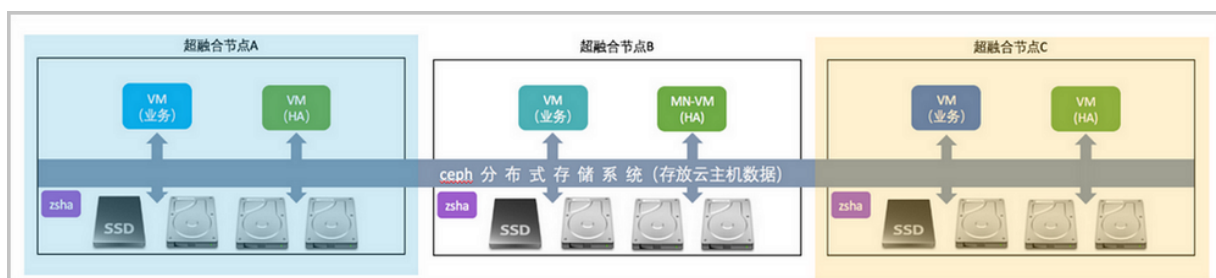 超融合节点A
超融合节点B
超融合节点C
VM
(业务)
VM
(HA)
VM
(业务)
MN-VM
(HA)
VM
(业务)
VM
(HA)
ceph 分 布 式 存 储 系 统（存放云主机数据）
zsha
SSD
zsha
SSD
zsha
SSD